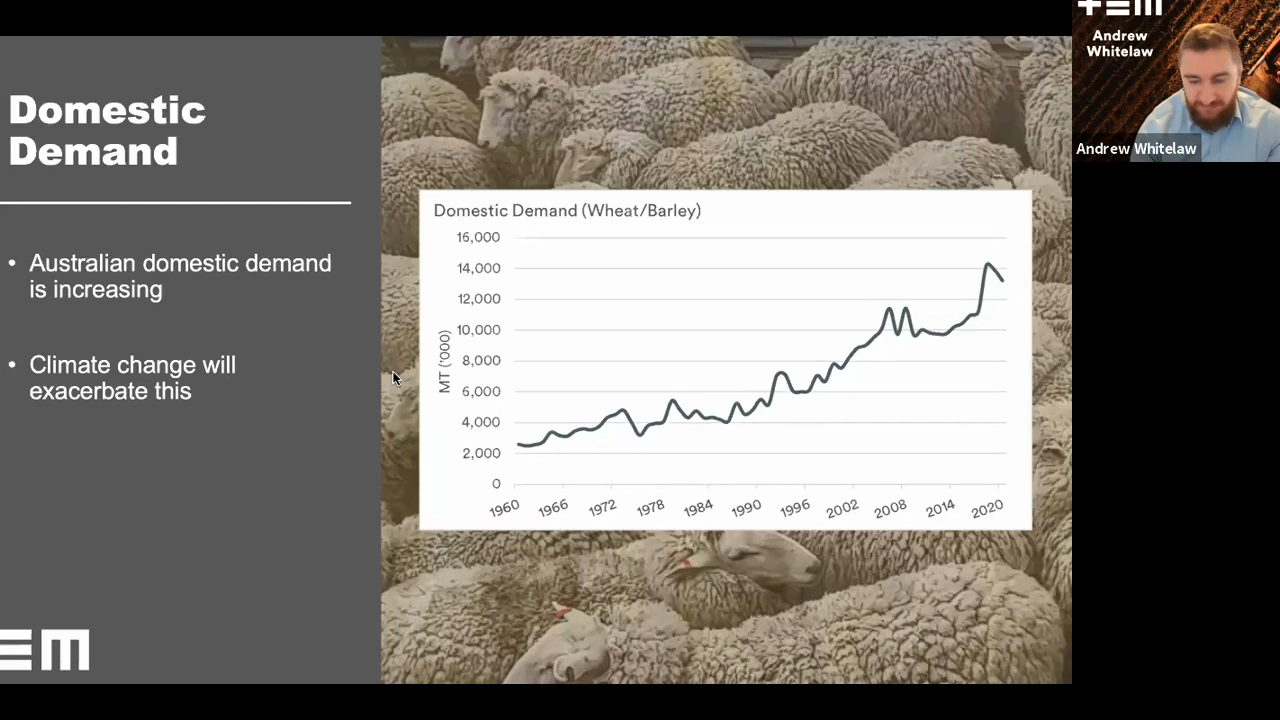 Domestic
Demand
• Australian domestic demand
is increasing
• Climate change will
exacerbate this
EM
Domestic Demand (Wheat/Barley)
MT ('000)
16,000
14,000
12,000
10,000
8,000
6,000
4,000
2,000
0
1960 1966 1972 1978 1984 1990 1996 2002 2008 2014 2020
Andrew
Whitelaw
Andrew Whitelaw